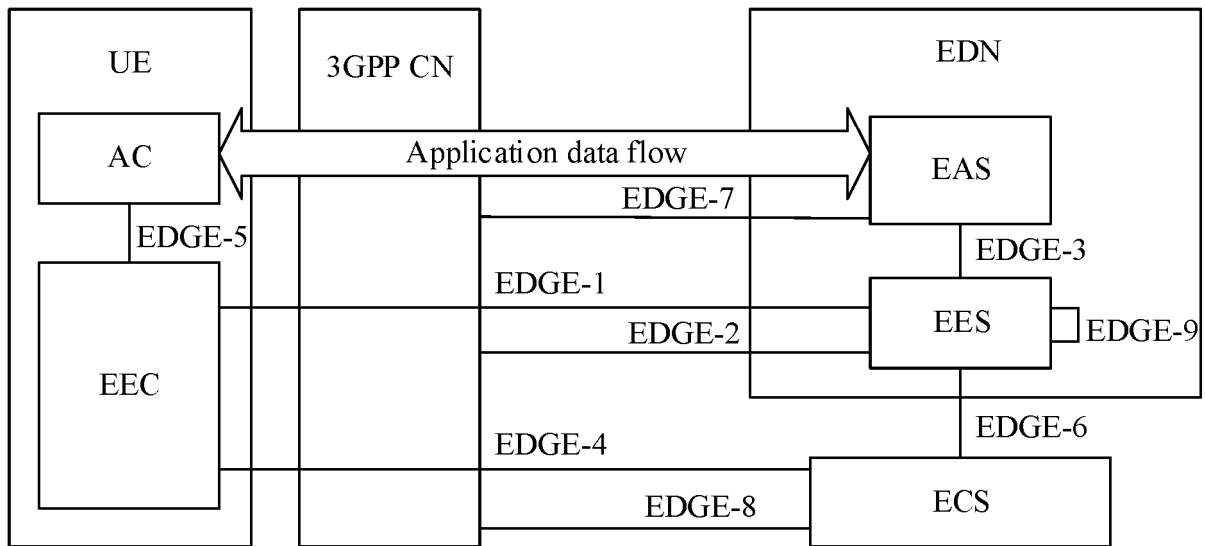 UE
3GPP CN
EDN
AC
Application data flow
EAS
EDGE-7
EDGE-5
EDGE-3
EDGE-1
EES
EDGE-2
EDGE-9
EEC
EDGE-6
EDGE-4
ECS
EDGE-8